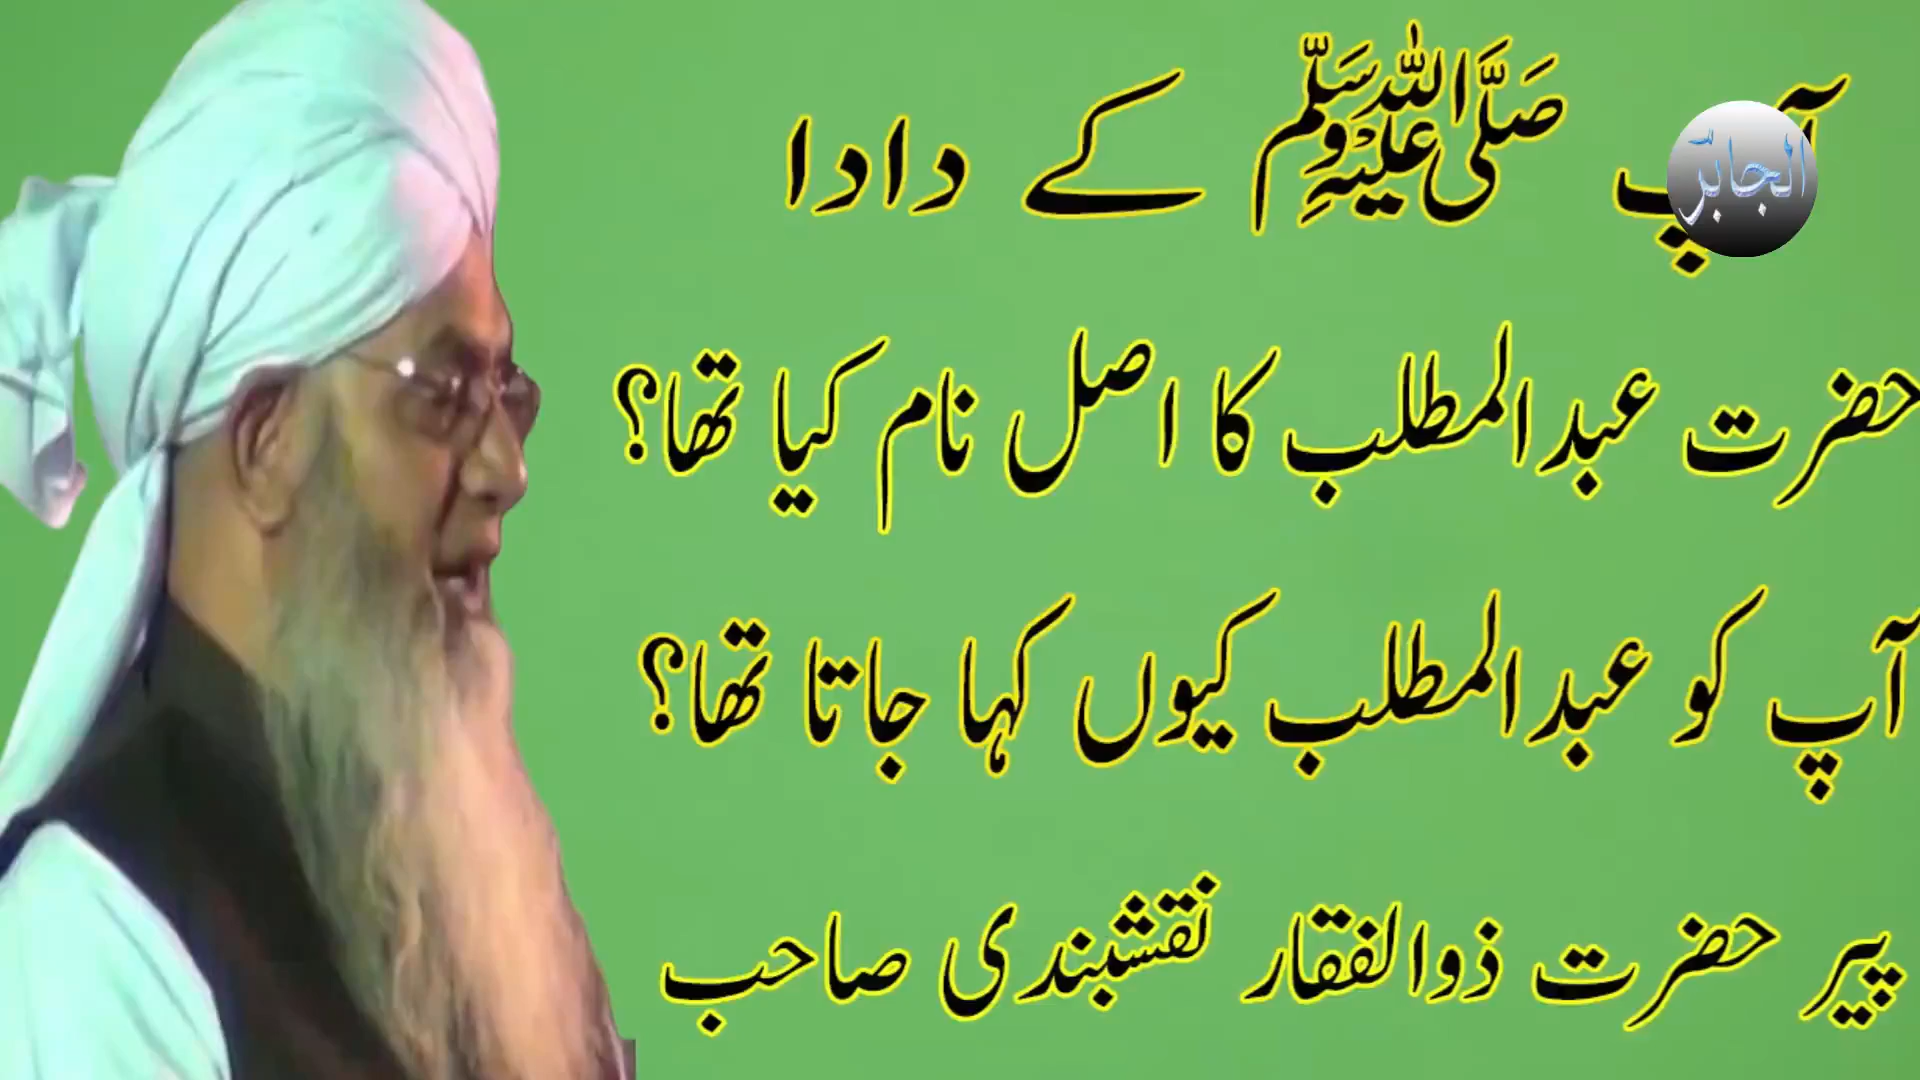 آپ صَلَّی اللہُ عَلَیْہِ وَسَلَّم کے دادا
الجابرؔ
حضرت عبدالمطلب کا اصل نام کیا تھا؟
آپ کو عبدالمطلب کیوں کہا جاتا تھا؟
پیر حضرت ذوالفقار نقشبندی صاحب